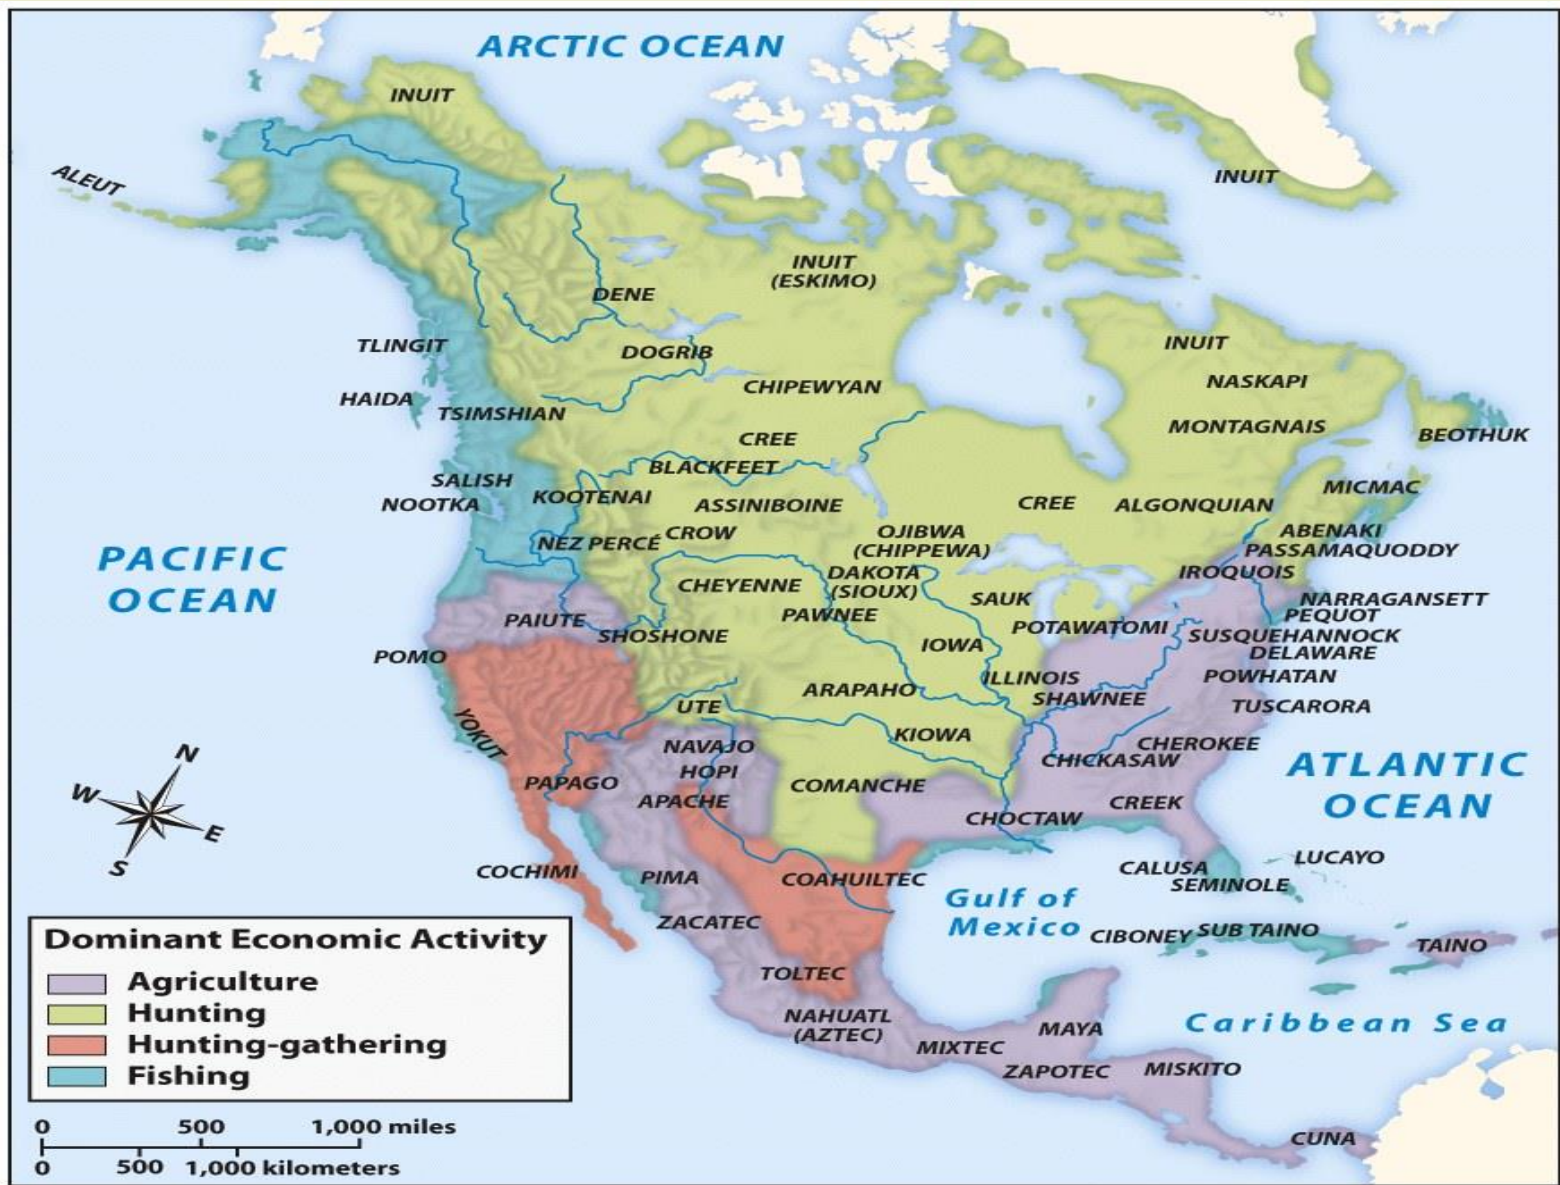 ARCTIC OCEAN
INUIT
ALEUT
INUIT
INUIT
(ESKIMO)
DENE
TLINGIT
DOGRIB
INUIT
HAIDA
CHIPEWYAN
NASKAPI
TSIMSHIAN
MONTAGNAIS
BEOTHUK
CREE
BLACKFEET
SALISH
NOOTKA
KOOTENAI
ASSINIBOINE
CREE
ALGONQUIAN
MICMAC
NEZ PERCÉ
CROW
OJIBWA
(CHIPPEWA)
ABENAKI
PASSAMAQUODDY
PACIFIC
OCEAN
CHEYENNE
DAKOTA
(SIOUX)
IROQUOIS
SAUK
NARRAGANSETT
PEQUOT
PAIUTE
PAWNEE
POTAWATOMI
SUSQUEHANNOCK
SHOSHONE
IOWA
DELAWARE
POMO
ILLINOIS
POWHATAN
ARAPAHO
SHAWNEE
TUSCARORA
UTE
YOKUT
KIOWA
NAVAJO
CHEROKEE
CHICKASAW
HOPI
PAPAGO
APACHE
COMANCHE
CREEK
CHOCTAW
ATLANTIC
OCEAN
N
W
E
S
COCHIMI
PIMA
COAHUILTEC
CALUSA
SEMINOLE
LUCAYO
Gulf of
Mexico
ZACATEC
CIBONEY
SUB TAINO
TAINO
TOLTEC
NAHUATL
(AZTEC)
MAYA
Caribbean Sea
MIXTEC
ZAPOTEC
MISKITO
CUNA
Dominant Economic Activity
Agriculture
Hunting
Hunting-gathering
Fishing
0 500 1,000 miles
0 500 1,000 kilometers